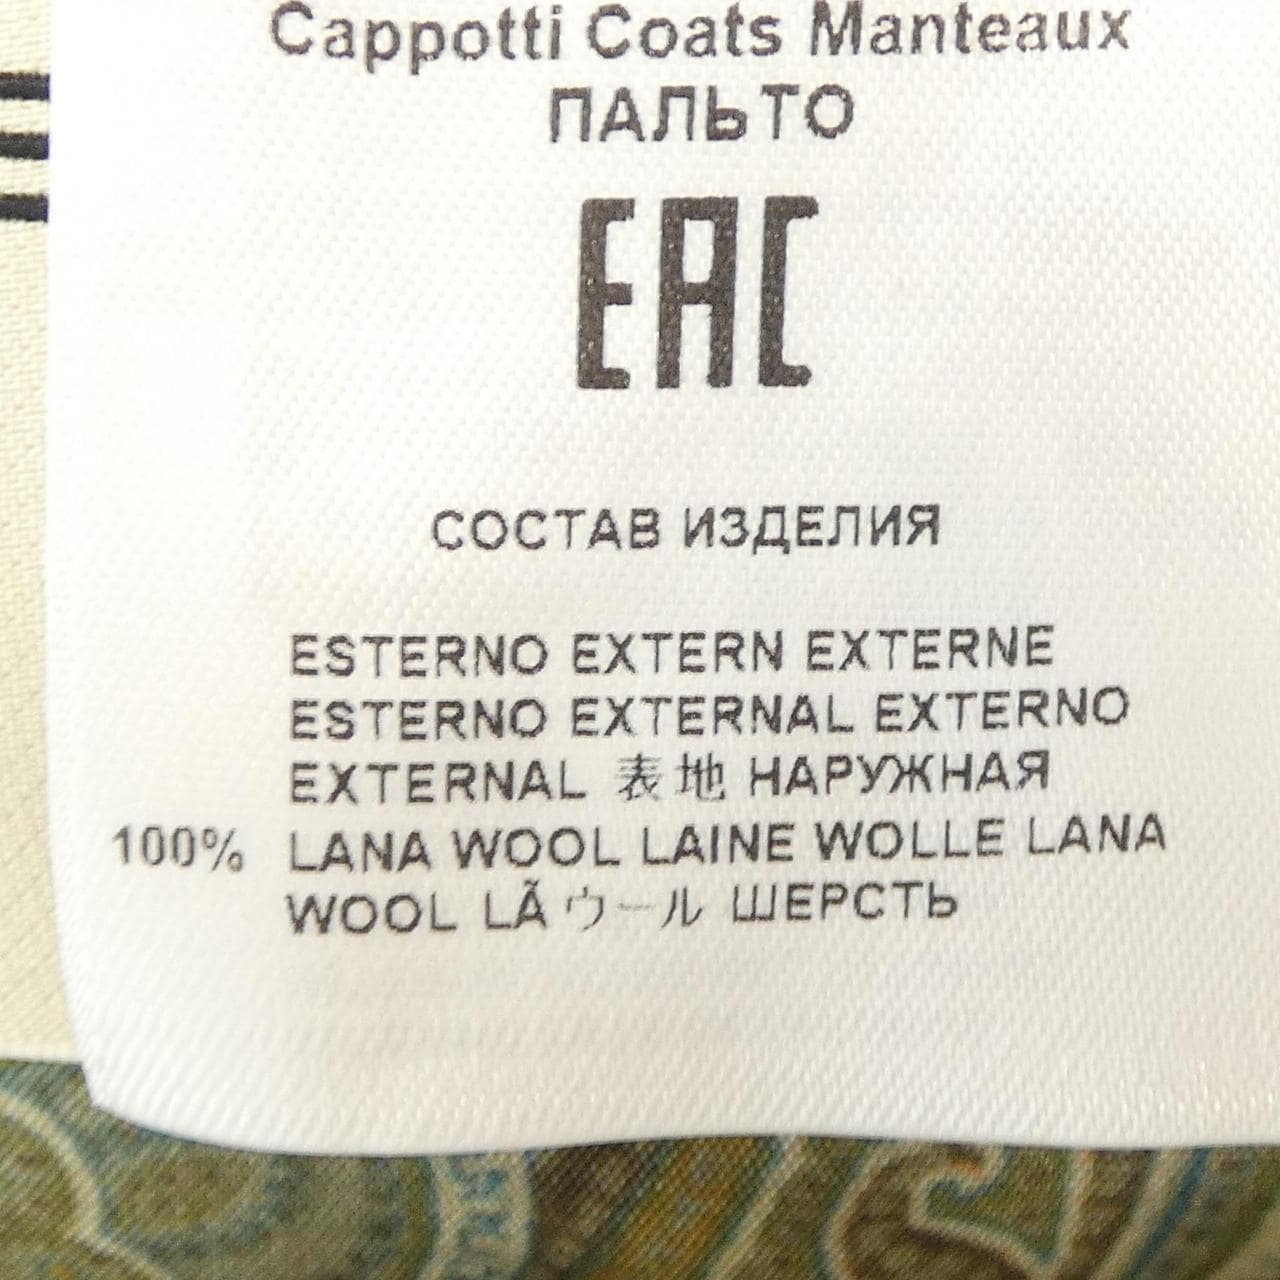 Cappotti Coats Manteaux
ПАЛЬТО
EAC
СОСТАВ ИЗДЕЛИЯ
ESTERNO EXTERN EXTERNE
ESTERNO EXTERNAL EXTERNO
EXTERNAL 表地 НАРУЖНАЯ
100% LANA WOOL LAINE WOLLE LANA
WOOL LÃ ウール ШЕРСТЬ